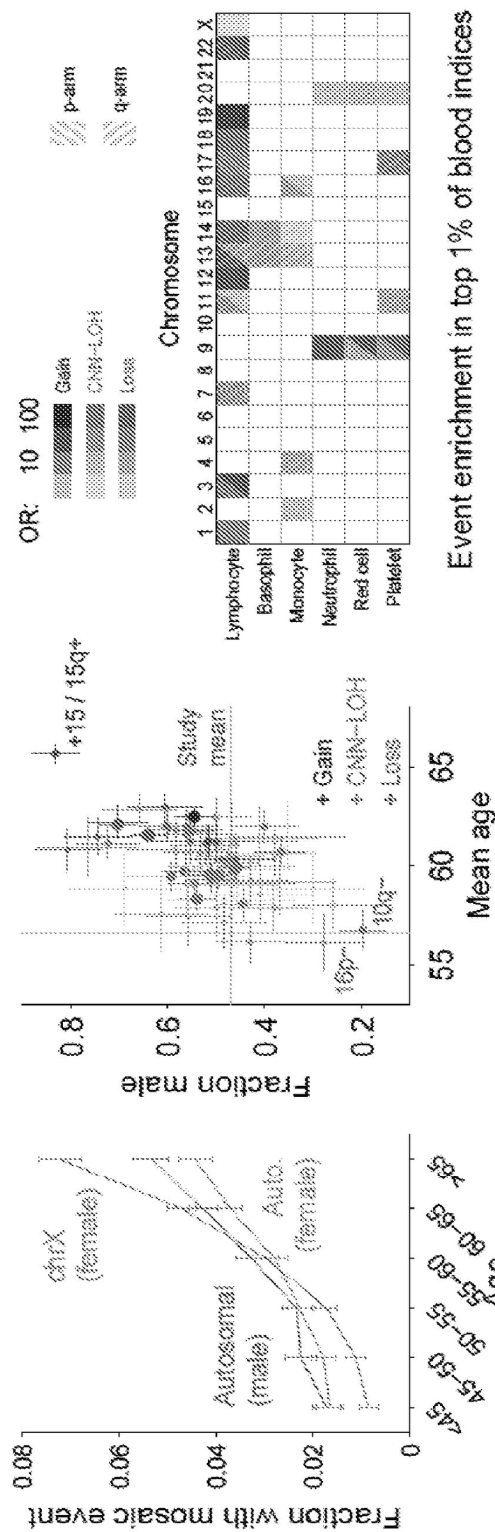 Fraction with mosaic event
0.08
0.06
0.04
0.02
0
chrX
(female)
Autosomal
(male)
Auto.
(female)
<45
45-50
50-55
55-60
60-65
>65
Age
Fraction male
0.8
0.6
0.4
0.2
+15 / 15q+
Study
mean
+ Gain
+ CNN-LOH
+ Loss
16p-
10q-
55
60
65
Mean age
OR: 10 100
Gain
CNN-LOH
Loss
p-arm
q-arm
Chromosome
1 2 3 4 5 6 7 8 9 10 11 12 13 14 15 16 17 18 19 20 21 22 X
Lymphocyte
Basophil
Monocyte
Neutrophil
Red cell
Platelet
Event enrichment in top 1% of blood indices